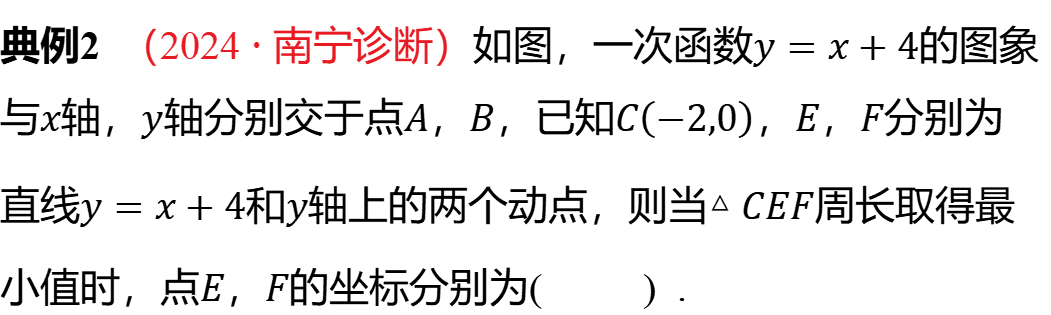 典例2 （2024 · 南宁诊断）如图，一次函数y = x + 4的图象
与x轴，y轴分别交于点A，B，已知C(−2,0)，E，F分别为
直线y = x + 4和y轴上的两个动点，则当△ CEF周长取得最
小值时，点E，F的坐标分别为( ) .